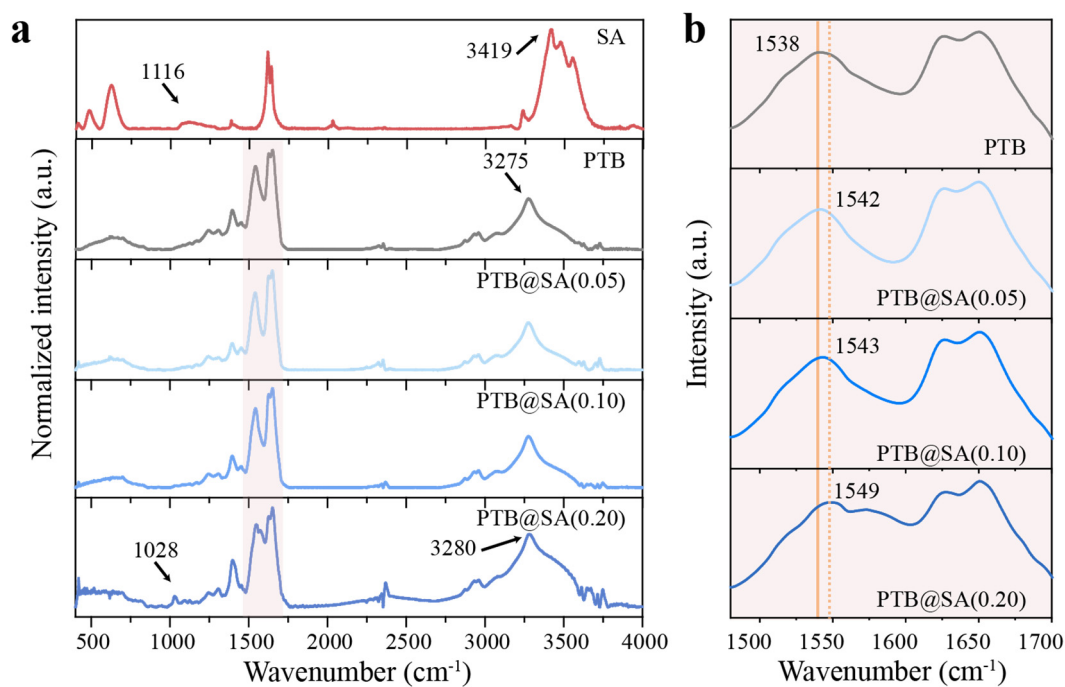 a
SA
1116
3419
PTB
3275
PTB@SA(0.05)
PTB@SA(0.10)
PTB@SA(0.20)
1028
3280
500 1000 1500 2000 2500 3000 3500 4000
Wavenumber (cm⁻¹)
Normalized intensity (a.u.)
b
1538
PTB
1542
PTB@SA(0.05)
1543
PTB@SA(0.10)
1549
PTB@SA(0.20)
1500 1550 1600 1650 1700
Wavenumber (cm⁻¹)
Intensity (a.u.)